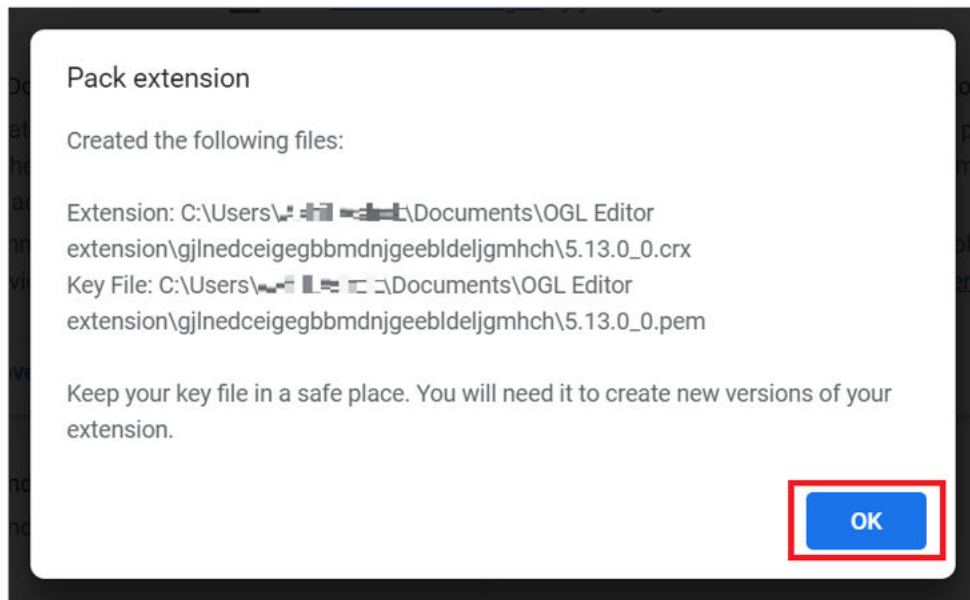 Pack extension
Created the following files:
Extension: C:\Users\ \Documents\OGL Editor
extension\gjlnedceigegbbmdnjgeebldeljgmhch\5.13.0_0.crx
Key File: C:\Users\ \Documents\OGL Editor
extension\gjlnedceigegbbmdnjgeebldeljgmhch\5.13.0_0.pem
Keep your key file in a safe place. You will need it to create new versions of your
extension.
OK